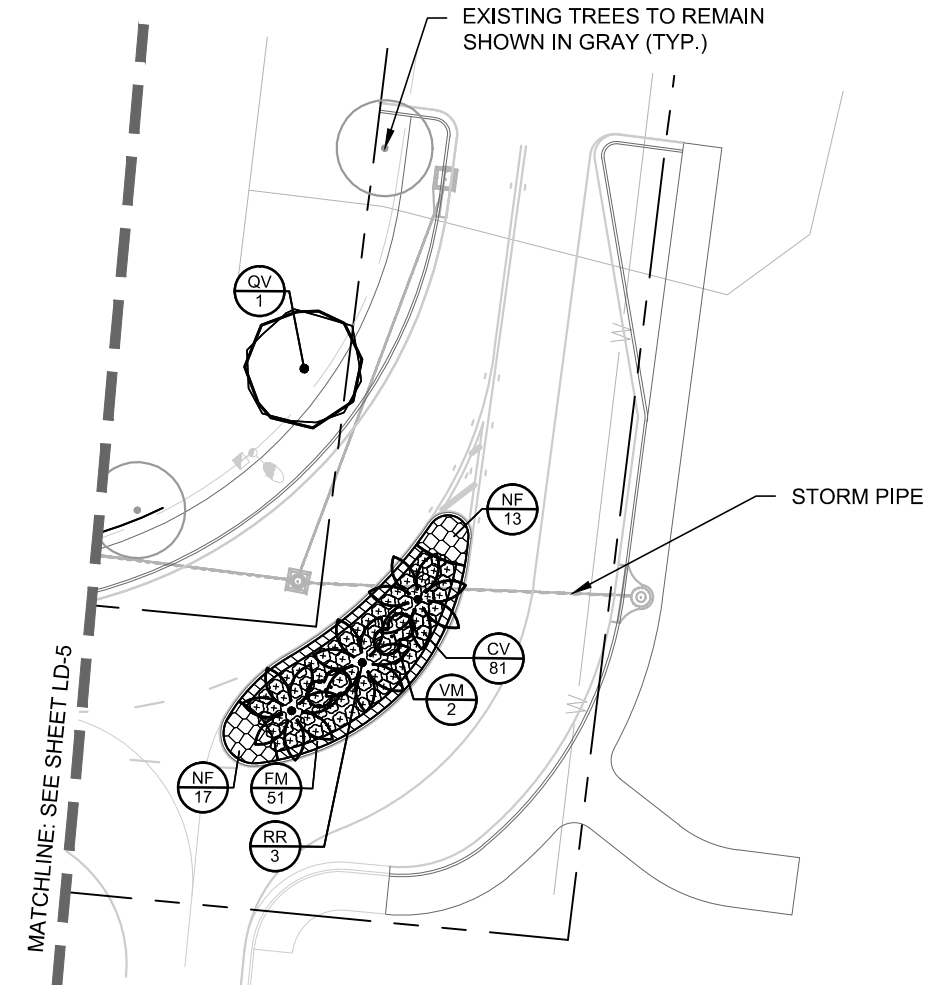 EXISTING TREES TO REMAIN
SHOWN IN GRAY (TYP.)
QV
1
NF
13
STORM PIPE
CV
81
VM
2
NF
17
FM
51
RR
3
MATCHLINE: SEE SHEET LD-5